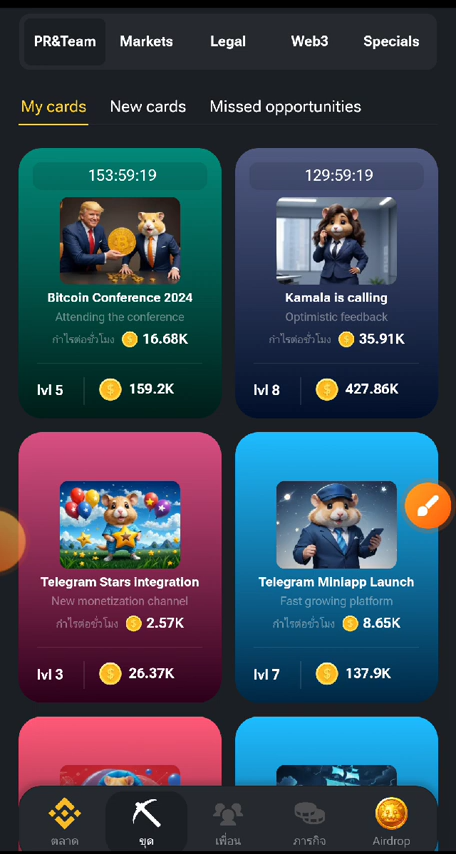 PR&Team Markets Legal Web3 Specials
My cards New cards Missed opportunities
153:59:19
Bitcoin Conference 2024
Attending the conference
กำไรต่อชั่วโมง 16.68K
lvl 5 159.2K
129:59:19
Kamala is calling
Optimistic feedback
กำไรต่อชั่วโมง 35.91K
lvl 8 427.86K
Telegram Stars integration
New monetization channel
กำไรต่อชั่วโมง 2.57K
lvl 3 26.37K
Telegram Miniapp Launch
Fast growing platform
กำไรต่อชั่วโมง 8.65K
lvl 7 137.9K
ตลาด ขุด เพื่อน ภารกิจ Airdrop